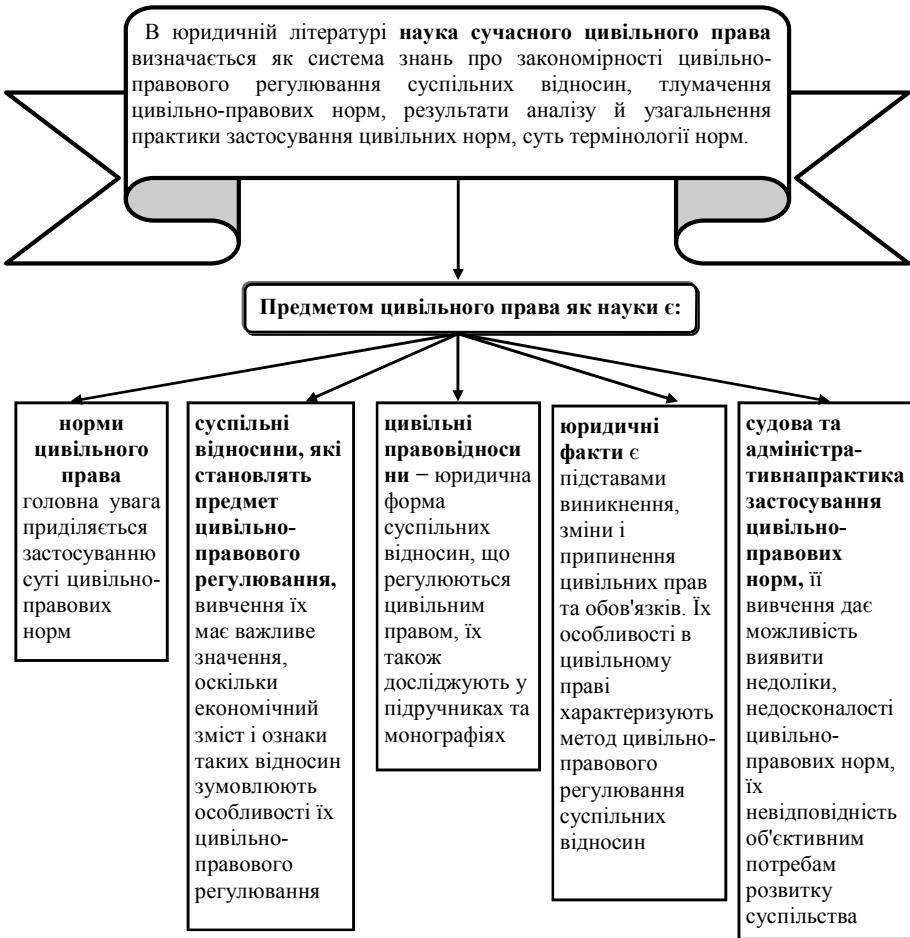 В юридичній літературі наука сучасного цивільного права
визначається як система знань про закономірності цивільно-
правового регулювання суспільних відносин, тлумачення
цивільно-правових норм, результати аналізу й узагальнення
практики застосування цивільних норм, суть термінології норм.
Предметом цивільного права як науки є:
норми
цивільного
права
головна увага
приділяється
застосуванню
суті цивільно-
правових
норм
суспільні
відносини, які
становлять
предмет
цивільно-
правового
регулювання,
вивчення їх
має важливе
значення,
оскільки
економічний
зміст і ознаки
таких відносин
зумовлюють
особливості їх
цивільно-
правового
регулювання
цивільні
правовідноси
ни – юридична
форма
суспільних
відносин, що
регулюються
цивільним
правом, їх
також
досліджують у
підручниках та
монографіях
юридичні
факти є
підставами
виникнення,
зміни і
припинення
цивільних прав
та обов'язків. Їх
особливості в
цивільному
праві
характеризують
метод цивільно-
правового
регулювання
суспільних
відносин
судова та
адміністра-
тивнапрактика
застосування
цивільно-
правових
норм, її
вивчення дає
можливість
виявити
недоліки,
недосконалості
цивільно-
правових норм,
їх
невідповідність
об'єктивним
потребам
розвитку
суспільства